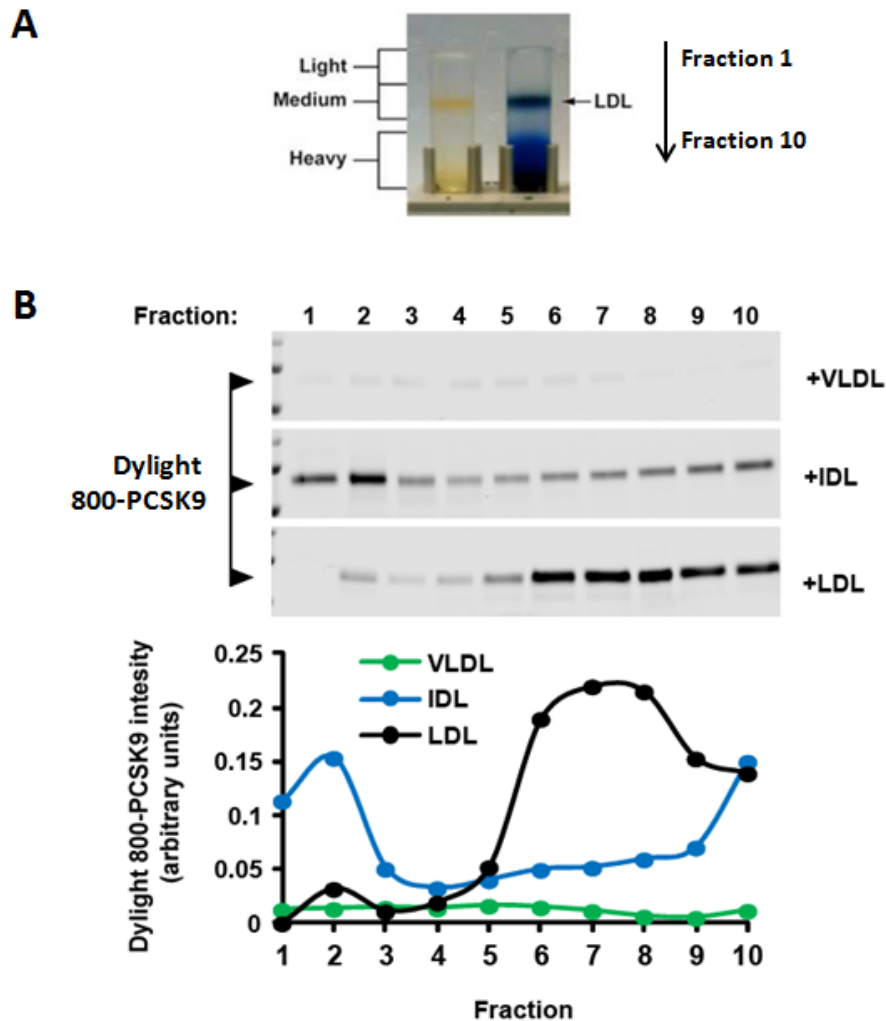 A
Light
Medium
Heavy
LDL
Fraction 1
Fraction 10
B
Fraction: 1 2 3 4 5 6 7 8 9 10
+VLDL
Dylight
800-PCSK9
+IDL
+LDL
Dylight 800-PCSK9 intesity
(arbitrary units)
0.25
0.2
0.15
0.1
0.05
0
VLDL
IDL
LDL
1 2 3 4 5 6 7 8 9 10
Fraction